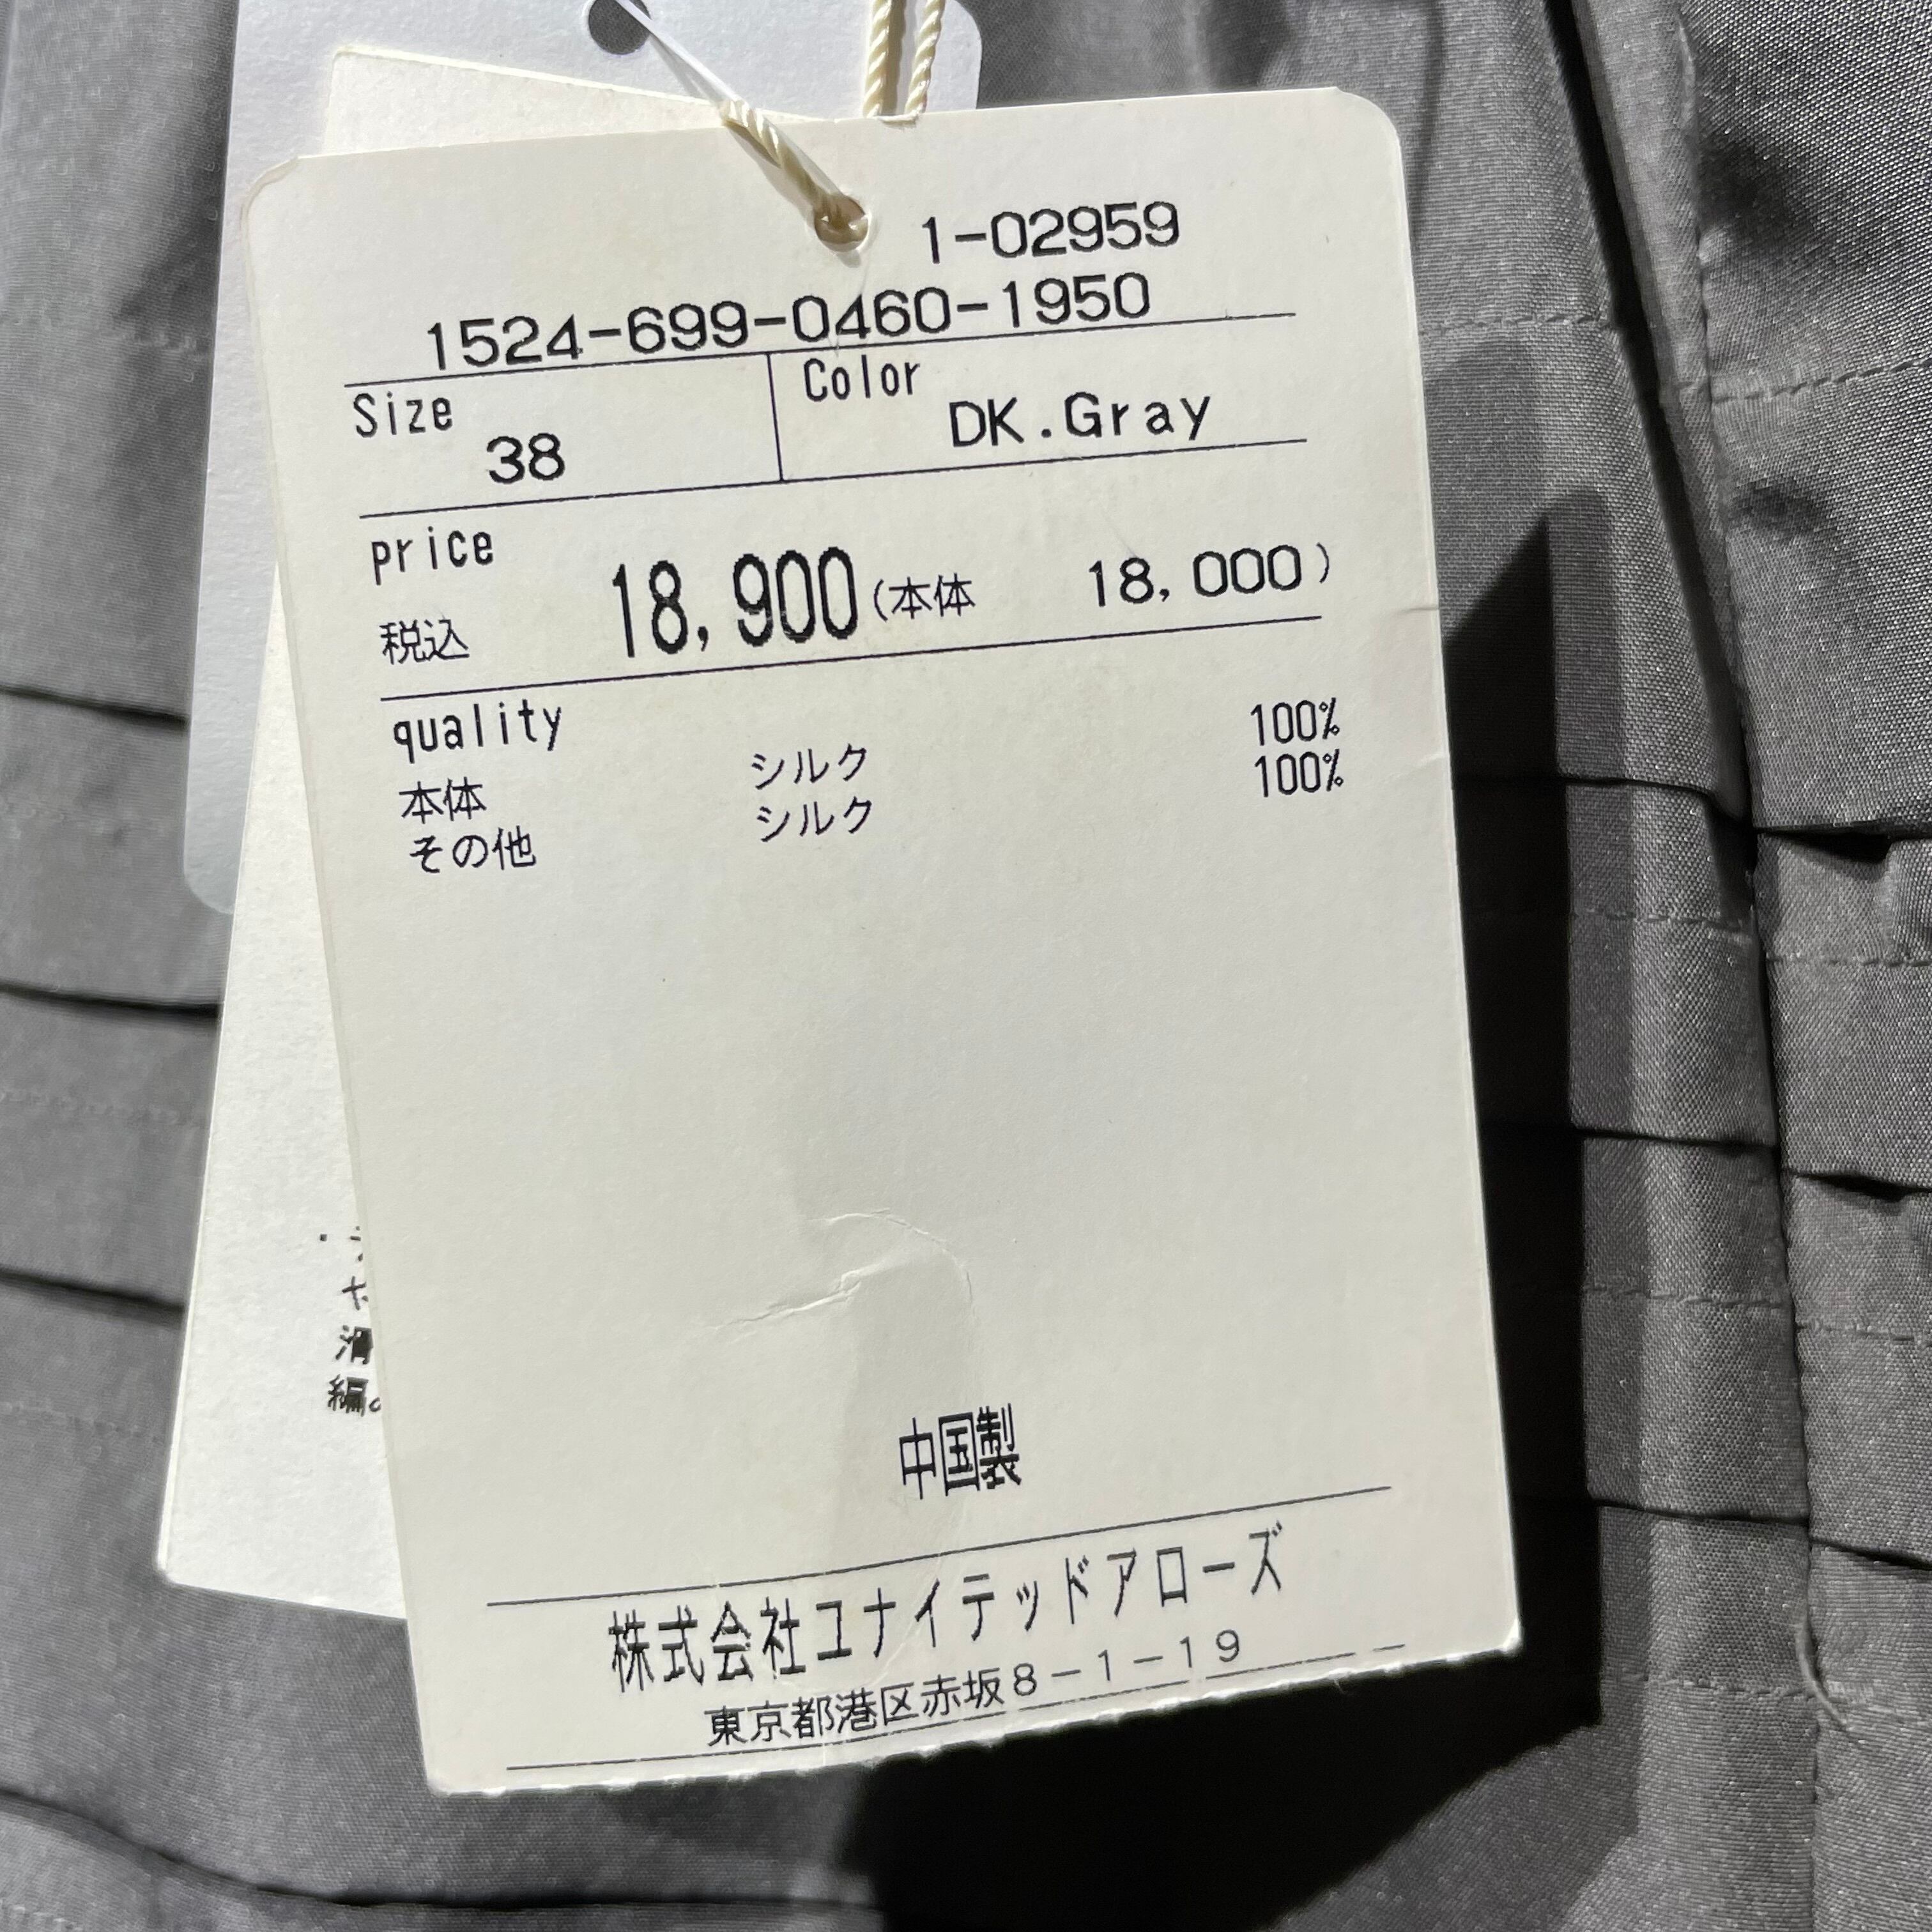 1-02959
1524-699-0460-1950
Size 38 Color DK.Gray
price
税込 18,900(本体 18,000)
quality
本体 シルク 100%
その他 シルク 100%
中国製
株式会社ユナイテッドアローズ
東京都港区赤坂8-1-19